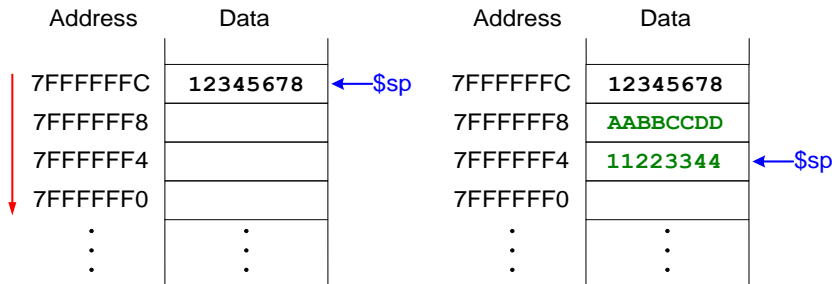 Address Data Address Data
7FFFFFFC 12345678 $sp 7FFFFFFC 12345678
7FFFFFF8 7FFFFFF8 AABBCCDD
7FFFFFF4 7FFFFFF4 11223344 $sp
7FFFFFF0 7FFFFFF0